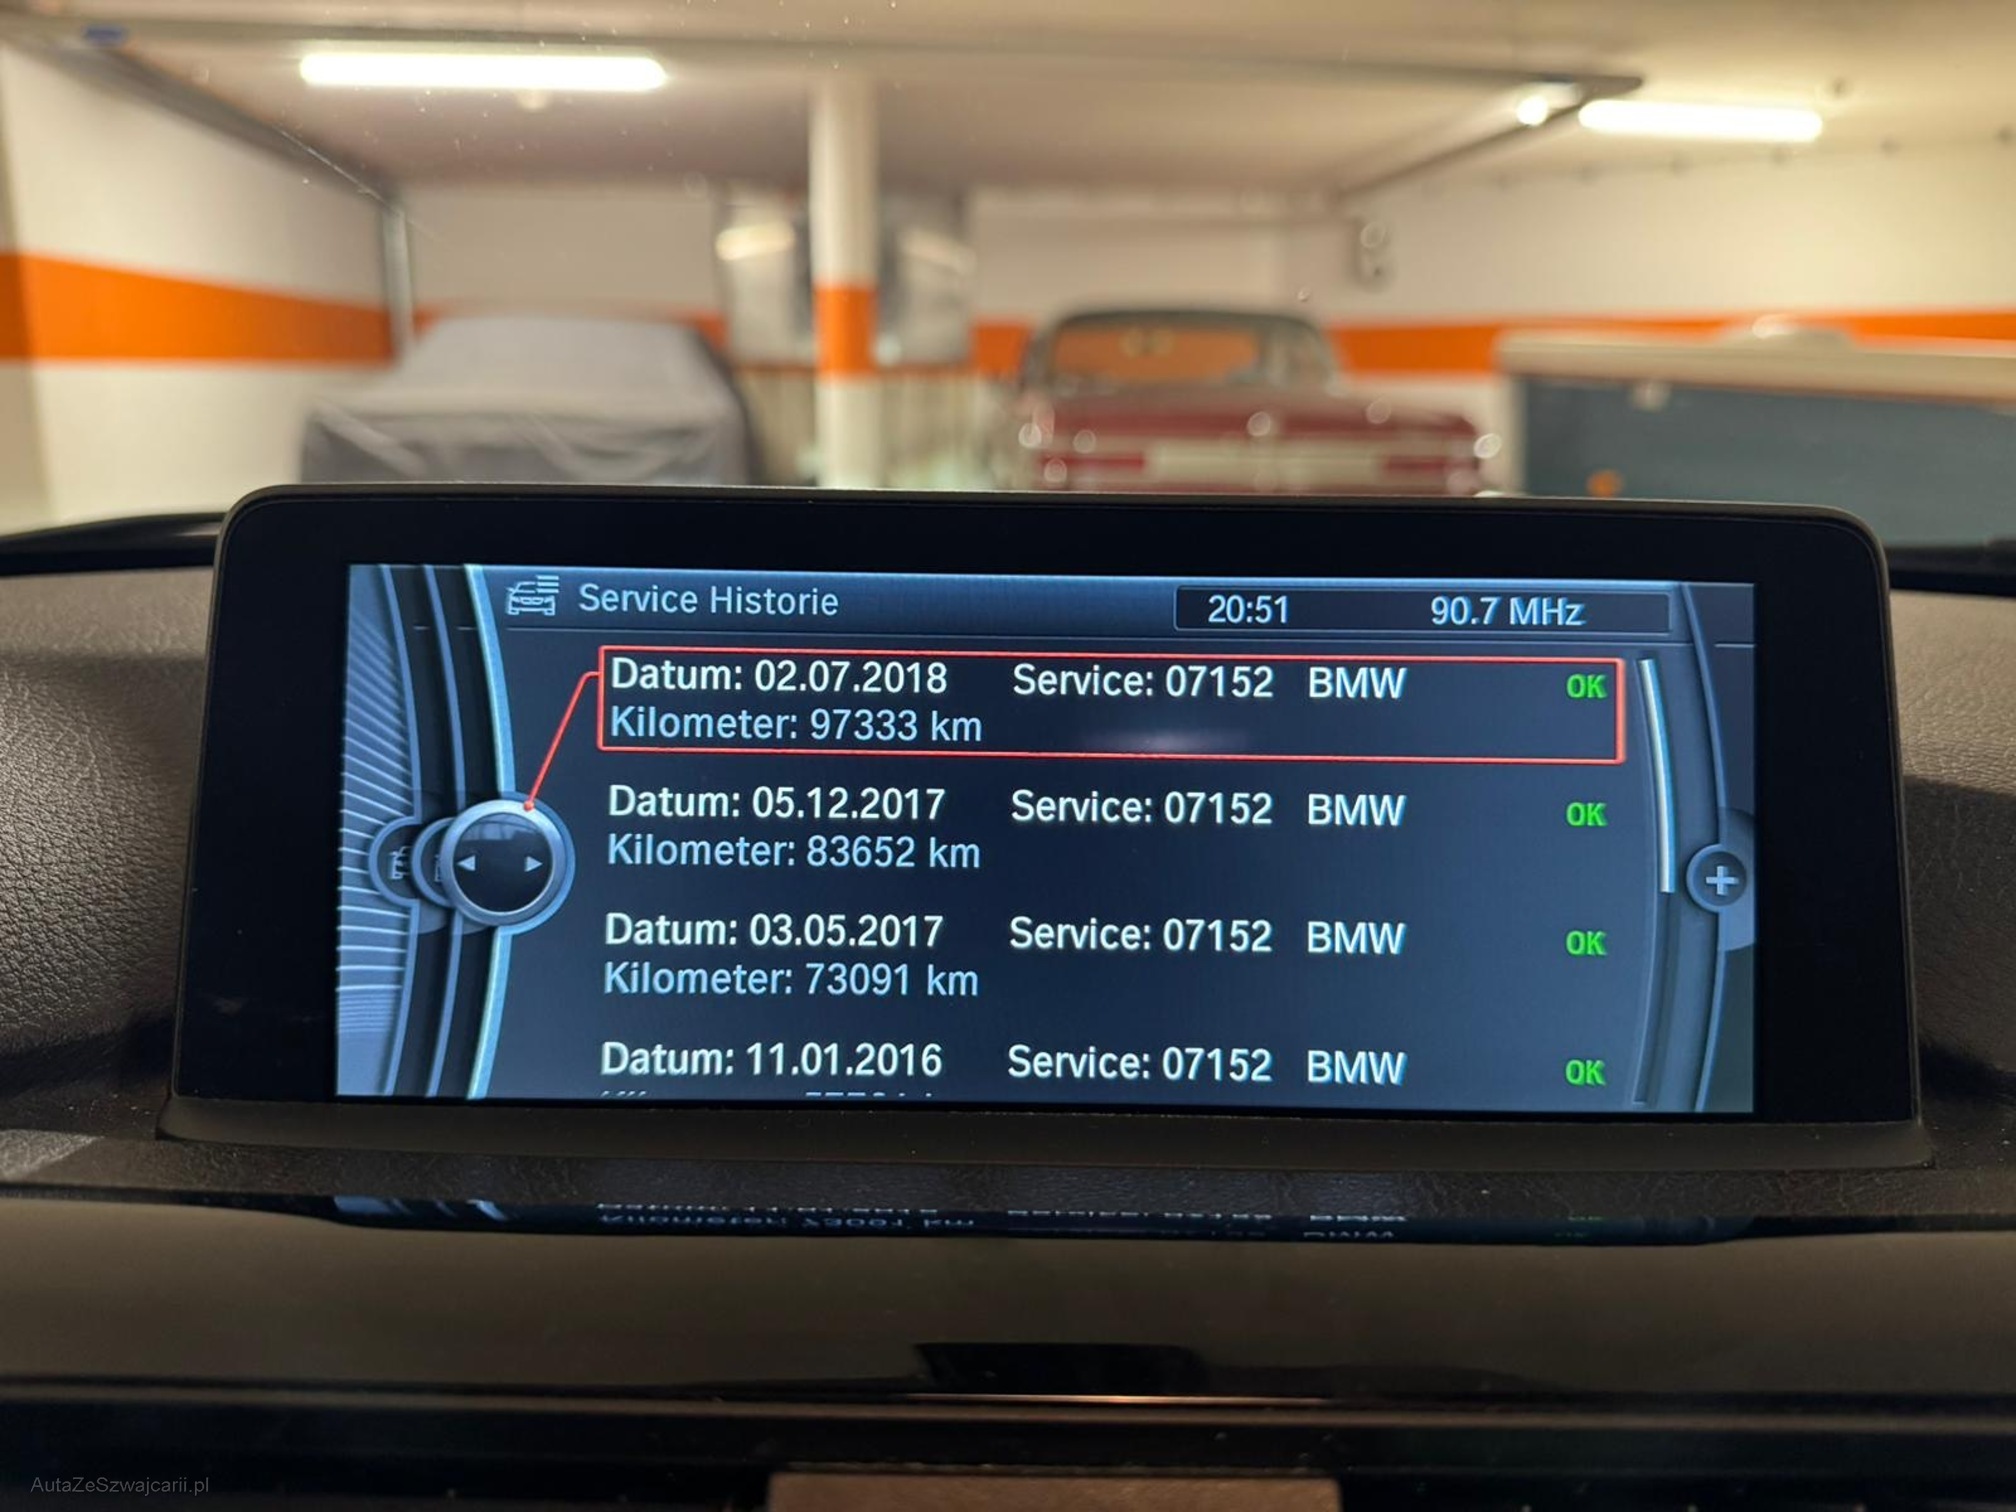 Service Historie 20:51 90.7 MHz
Datum: 02.07.2018 Service: 07152 BMW OK
Kilometer: 97333 km
Datum: 05.12.2017 Service: 07152 BMW OK
Kilometer: 83652 km
Datum: 03.05.2017 Service: 07152 BMW OK
Kilometer: 73091 km
Datum: 11.01.2016 Service: 07152 BMW OK
AutaZeSzwajcarii.pl